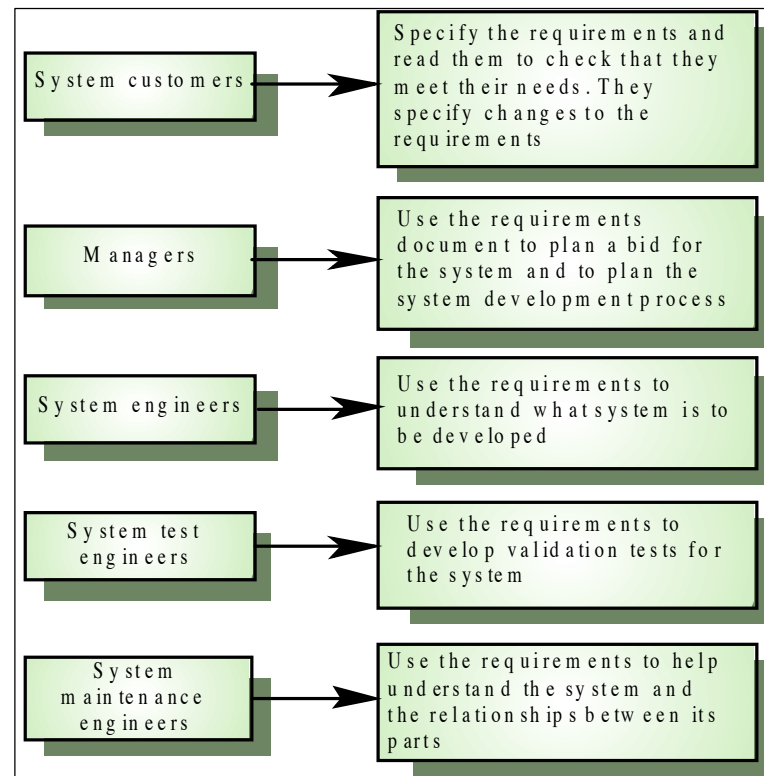 System customers
Specify the requirements and
read them to check that they
meet their needs. They
specify changes to the
requirements
Managers
Use the requirements
document to plan a bid for
the system and to plan the
system development process
System engineers
Use the requirements to
understand what system is to
be developed
System test
engineers
Use the requirements to
develop validation tests for
the system
System
maintenance
engineers
Use the requirements to help
understand the system and
the relationships between its
parts